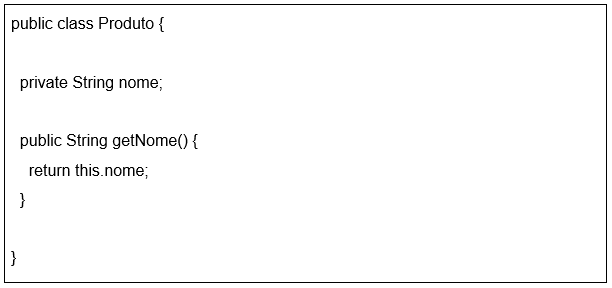 public class Produto {
private String nome;
public String getNome() {
return this.nome;
}
}